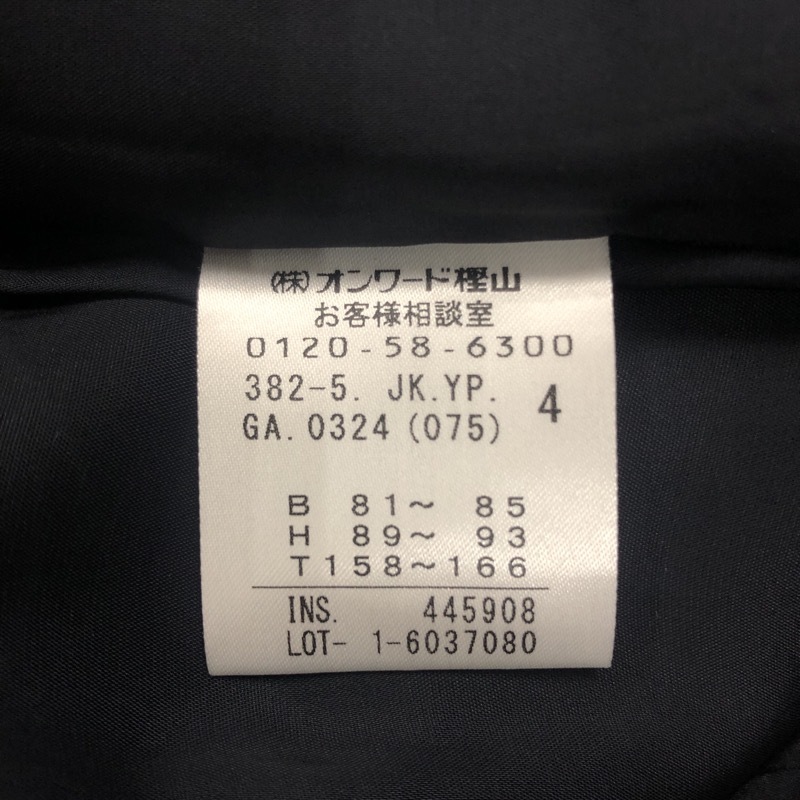 (株)オンワード樫山
お客様相談室
0120-58-6300
382-5. JK.YP. 4
GA.0324(075)
B 81～ 85
H 89～ 93
T158～166
INS. 445908
LOT- 1-6037080